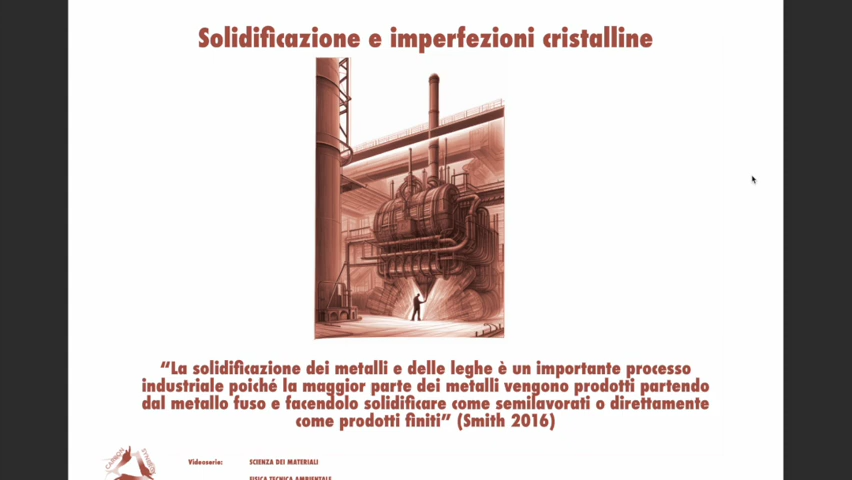 Solidificazione e imperfezioni cristalline
“La solidificazione dei metalli e delle leghe è un importante processo
industriale poiché la maggior parte dei metalli vengono prodotti partendo
dal metallo fuso e facendolo solidificare come semilavorati o direttamente
come prodotti finiti” (Smith 2016)
Videoserie: SCIENZA DEI MATERIALI
FISICA TECNICA AMBIENTALE